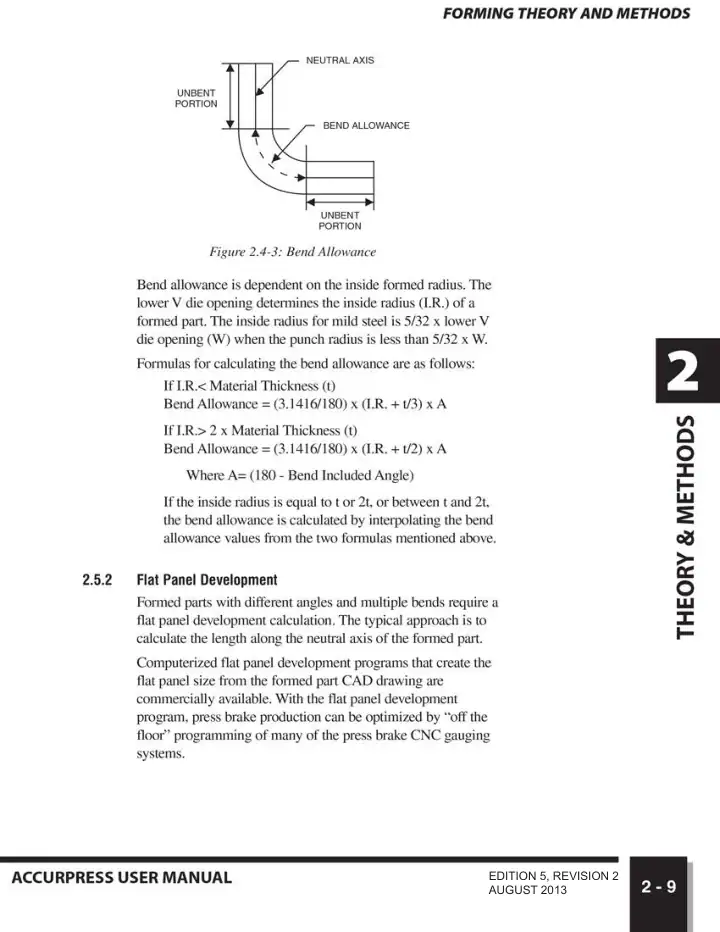 FORMING THEORY AND METHODS
NEUTRAL AXIS
UNBENT
PORTION
BEND ALLOWANCE
UNBENT
PORTION
Figure 2.4-3: Bend Allowance
Bend allowance is dependent on the inside formed radius. The
lower V die opening determines the inside radius (I.R.) of a
formed part. The inside radius for mild steel is 5/32 x lower V
die opening (W) when the punch radius is less than 5/32 x W.
Formulas for calculating the bend allowance are as follows:
If I.R.< Material Thickness (t)
Bend Allowance = (3.1416/180) x (I.R. + t/3) x A
If I.R.> 2 x Material Thickness (t)
Bend Allowance = (3.1416/180) x (I.R. + t/2) x A
Where A= (180 - Bend Included Angle)
If the inside radius is equal to t or 2t, or between t and 2t,
the bend allowance is calculated by interpolating the bend
allowance values from the two formulas mentioned above.
2
THEORY & METHODS
2.5.2 Flat Panel Development
Formed parts with different angles and multiple bends require a
flat panel development calculation. The typical approach is to
calculate the length along the neutral axis of the formed part.
Computerized flat panel development programs that create the
flat panel size from the formed part CAD drawing are
commercially available. With the flat panel development
program, press brake production can be optimized by “off the
floor” programming of many of the press brake CNC gauging
systems.
ACCURPRESS USER MANUAL
EDITION 5, REVISION 2
AUGUST 2013
2 - 9